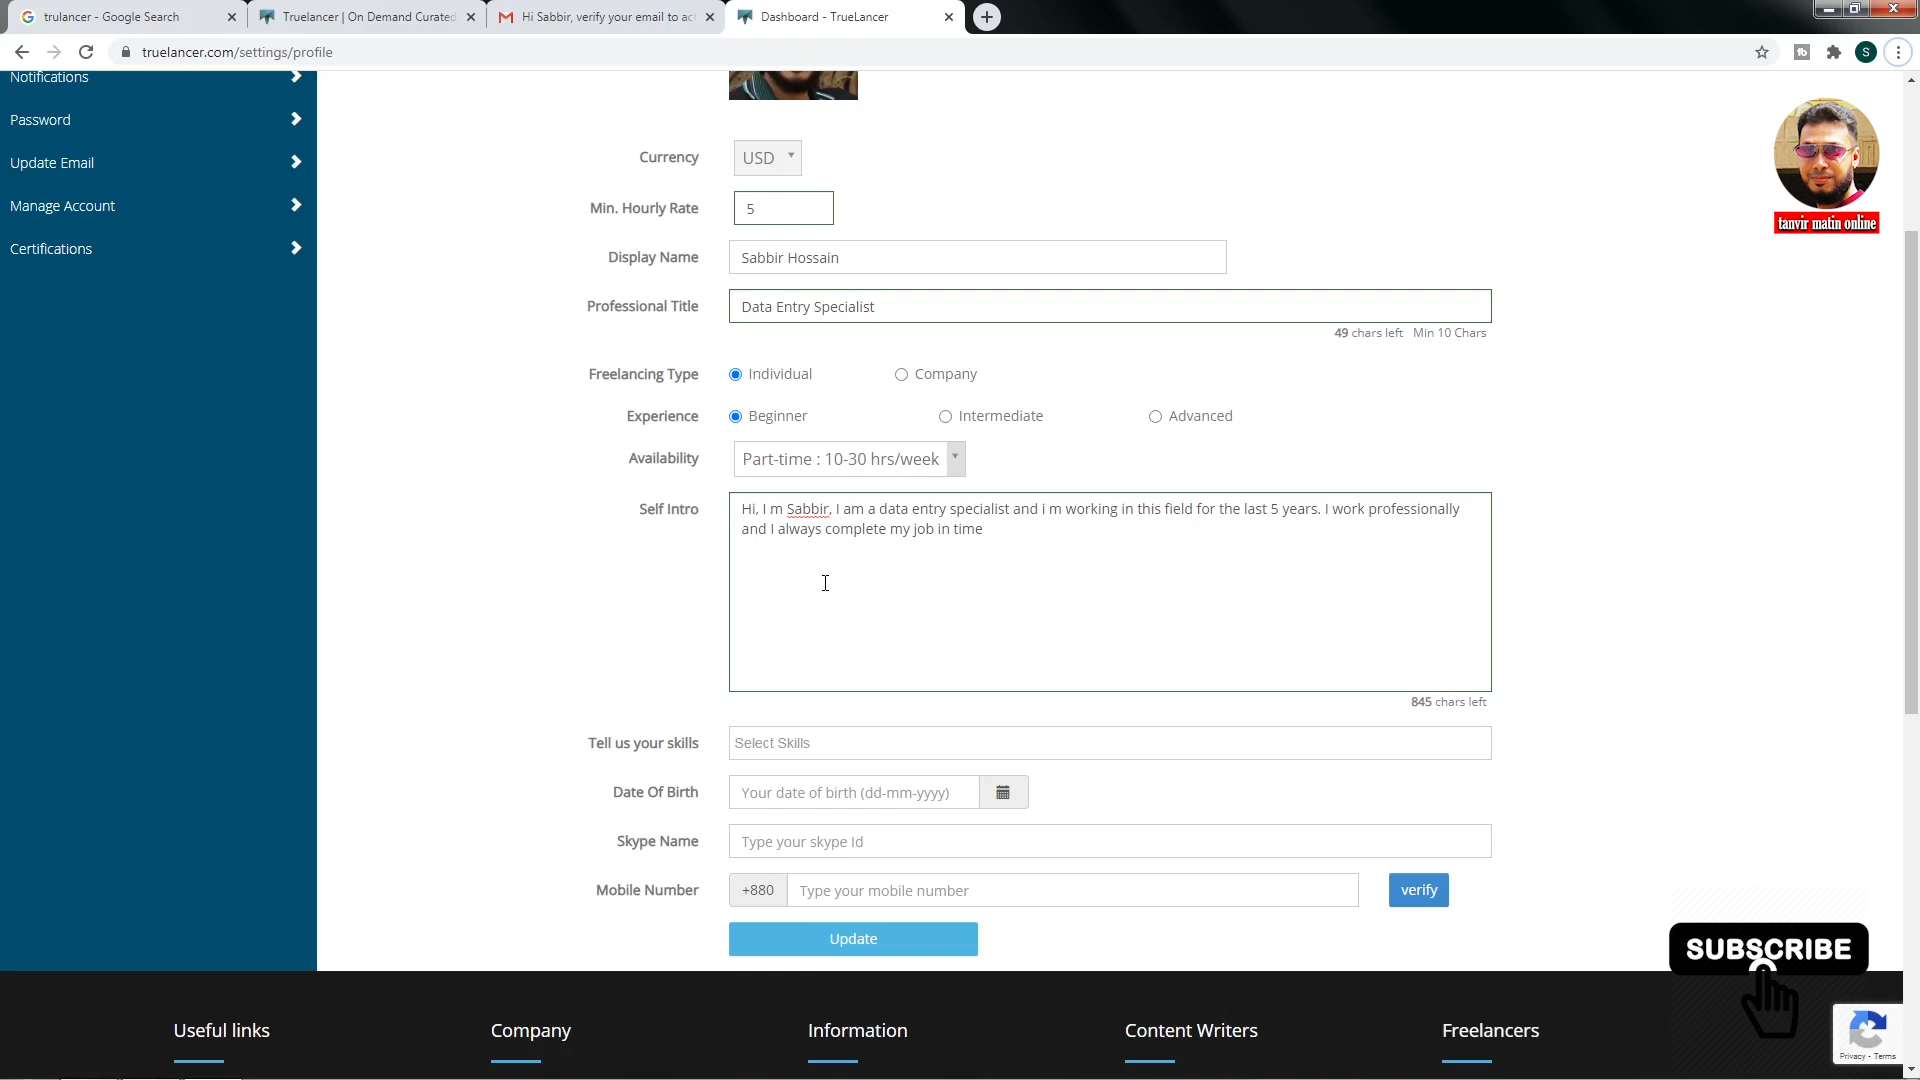 trulancer - Google Search
Truelancer | On Demand Curated
Hi Sabbir, verify your email to ac
Dashboard - TrueLancer
truelancer.com/settings/profile
S
Notifications
Password
Update Email
Manage Account
Certifications
tanvir matin online
Currency USD
Min. Hourly Rate 5
Display Name Sabbir Hossain
Professional Title Data Entry Specialist
49 chars left Min 10 Chars
Freelancing Type Individual Company
Experience Beginner Intermediate Advanced
Availability Part-time : 10-30 hrs/week
Self Intro Hi, I m Sabbir, I am a data entry specialist and i m working in this field for the last 5 years. I work professionally
and I always complete my job in time
845 chars left
Tell us your skills Select Skills
Date Of Birth Your date of birth (dd-mm-yyyy)
Skype Name Type your skype Id
Mobile Number +880 Type your mobile number verify
Update
SUBSCRIBE
Useful links Company Information Content Writers Freelancers
Privacy - Terms